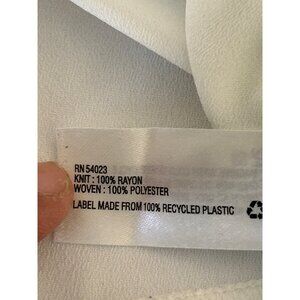 RN 54023
KNIT : 100% RAYON
WOVEN : 100% POLYESTER
LABEL MADE FROM 100% RECYCLED PLASTIC